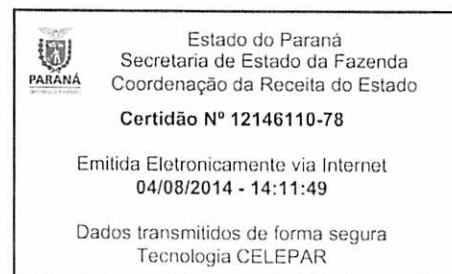 Estado do Paraná
Secretaria de Estado da Fazenda
PARANÁ
Coordenação da Receita do Estado
Certidão Nº 12146110-78
Emitida Eletronicamente via Internet
04/08/2014 - 14:11:49
Dados transmitidos de forma segura
Tecnologia CELEPAR